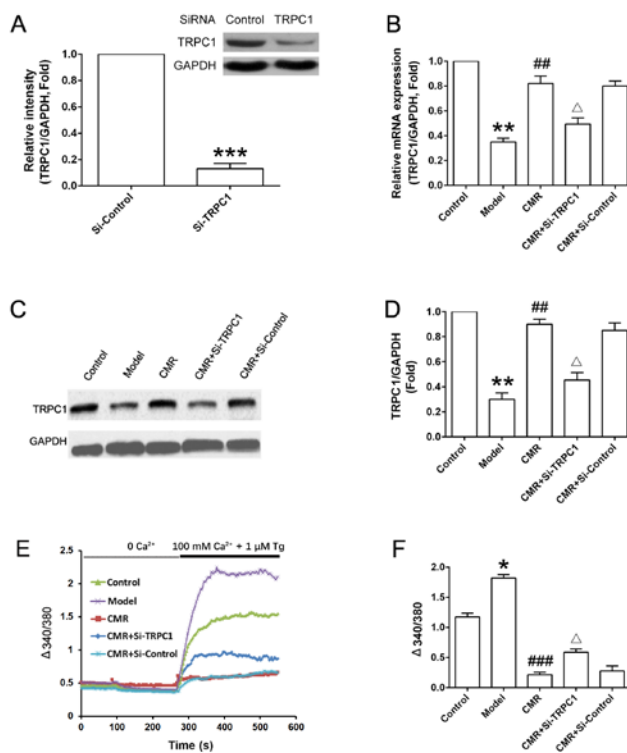 A
SiRNA Control TRPC1
TRPC1
GAPDH
Relative intensity
(TRPC1/GAPDH, Fold)
1.0
0.8
0.6
0.4
0.2
0.0
***
Si-Control
Si-TRPC1
B
Relative mRNA expression
(TRPC1/GAPDH, Fold)
1.0
0.8
0.6
0.4
0.2
0.0
**
##
△
Control
Model
CMR
CMR+Si-TRPC1
CMR+Si-Control
C
Control
Model
CMR
CMR+Si-TRPC1
CMR+Si-Control
TRPC1
GAPDH
D
TRPC1/GAPDH
(Fold)
1.0
0.8
0.6
0.4
0.2
0.0
**
##
△
Control
Model
CMR
CMR+Si-TRPC1
CMR+Si-Control
E
0 Ca²⁺ 100 mM Ca²⁺ + 1 µM Tg
Δ 340/380
2.5
2
1.5
1
0.5
0
Control
Model
CMR
CMR+Si-TRPC1
CMR+Si-Control
0 100 200 300 400 500 600
Time (s)
F
Δ 340/380
2.0
1.5
1.0
0.5
0.0
*
###
△
Control
Model
CMR
CMR+Si-TRPC1
CMR+Si-Control